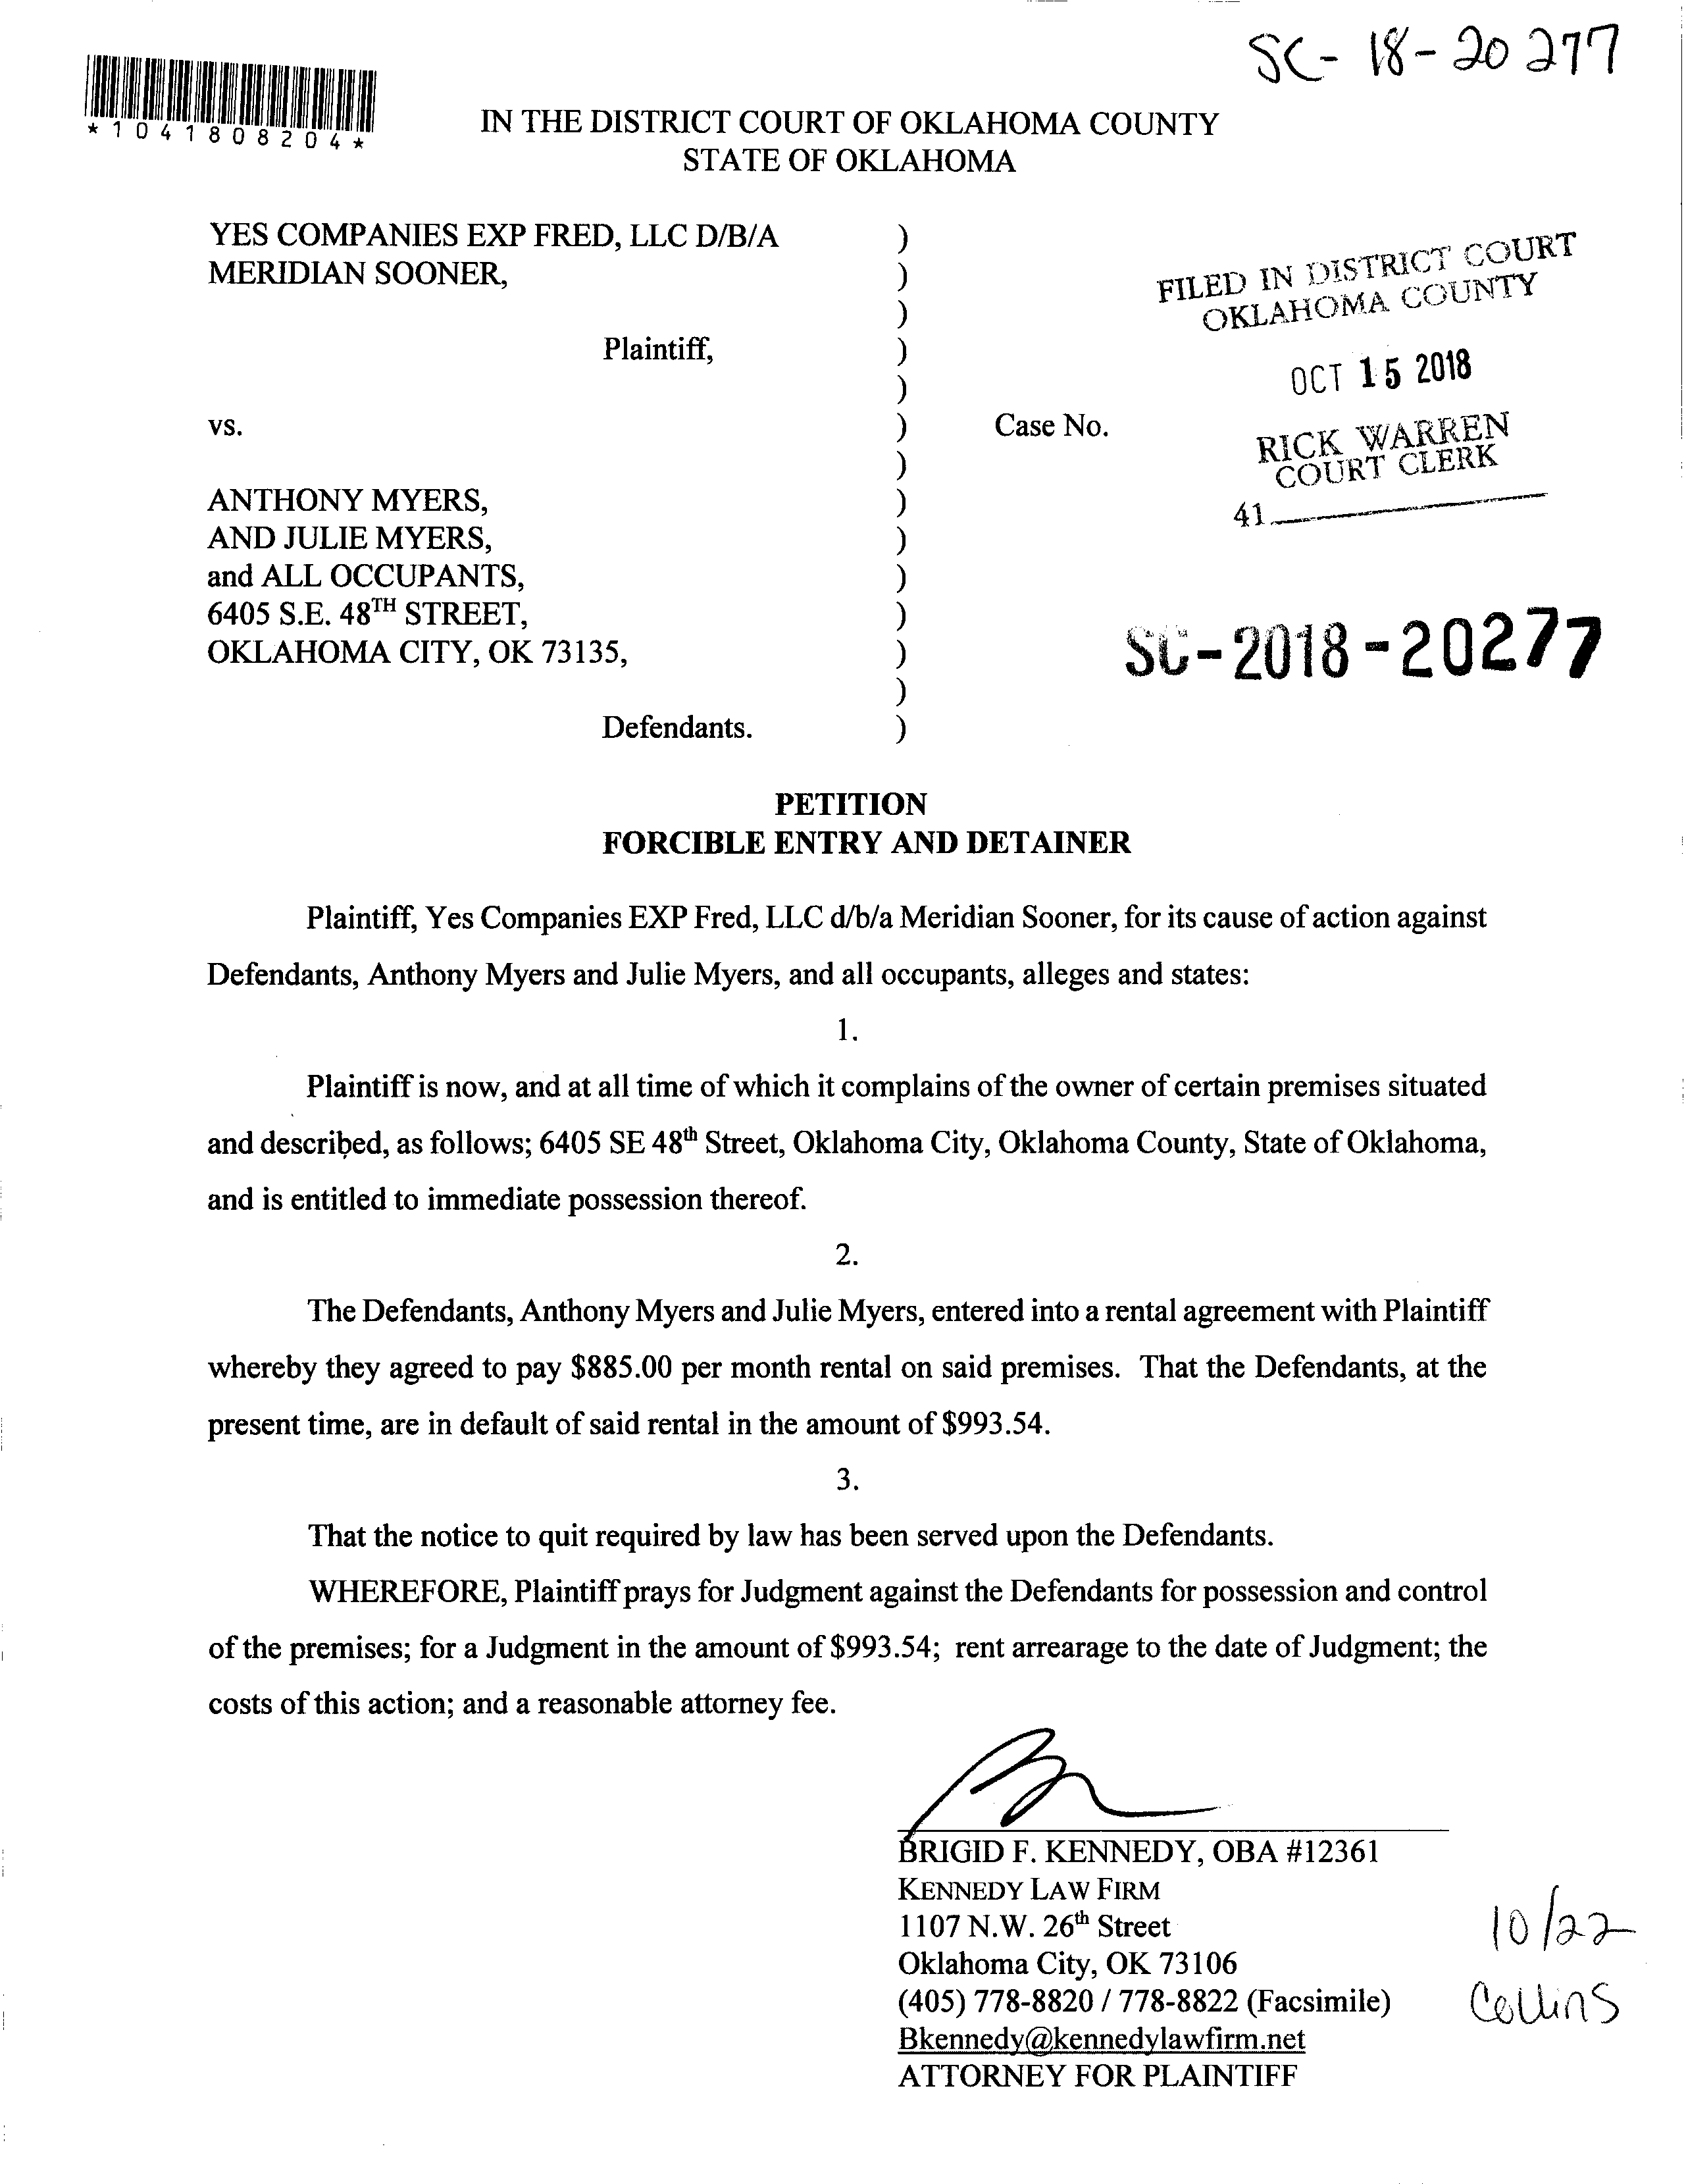 SC-18-20277
*1041808204*
IN THE DISTRICT COURT OF OKLAHOMA COUNTY
STATE OF OKLAHOMA
YES COMPANIES EXP FRED, LLC D/B/A )
MERIDIAN SOONER, )
)
Plaintiff, )
)
vs. ) Case No.
)
ANTHONY MYERS, )
AND JULIE MYERS, )
and ALL OCCUPANTS, )
6405 S.E. 48TH STREET, )
OKLAHOMA CITY, OK 73135, )
)
Defendants. )
FILED IN DISTRICT COURT
OKLAHOMA COUNTY
OCT 15 2018
RICK WARREN
COURT CLERK
41
SC-2018-20277
PETITION
FORCIBLE ENTRY AND DETAINER
Plaintiff, Yes Companies EXP Fred, LLC d/b/a Meridian Sooner, for its cause of action against
Defendants, Anthony Myers and Julie Myers, and all occupants, alleges and states:
1.
Plaintiff is now, and at all time of which it complains of the owner of certain premises situated
and described, as follows; 6405 SE 48th Street, Oklahoma City, Oklahoma County, State of Oklahoma,
and is entitled to immediate possession thereof.
2.
The Defendants, Anthony Myers and Julie Myers, entered into a rental agreement with Plaintiff
whereby they agreed to pay $885.00 per month rental on said premises. That the Defendants, at the
present time, are in default of said rental in the amount of $993.54.
3.
That the notice to quit required by law has been served upon the Defendants.
WHEREFORE, Plaintiff prays for Judgment against the Defendants for possession and control
of the premises; for a Judgment in the amount of $993.54; rent arrearage to the date of Judgment; the
costs of this action; and a reasonable attorney fee.
BRIGID F. KENNEDY, OBA #12361
KENNEDY LAW FIRM
1107 N.W. 26th Street
Oklahoma City, OK 73106
(405) 778-8820 / 778-8822 (Facsimile)
Bkennedy@kennedylawfirm.net
ATTORNEY FOR PLAINTIFF
10/22
Collins